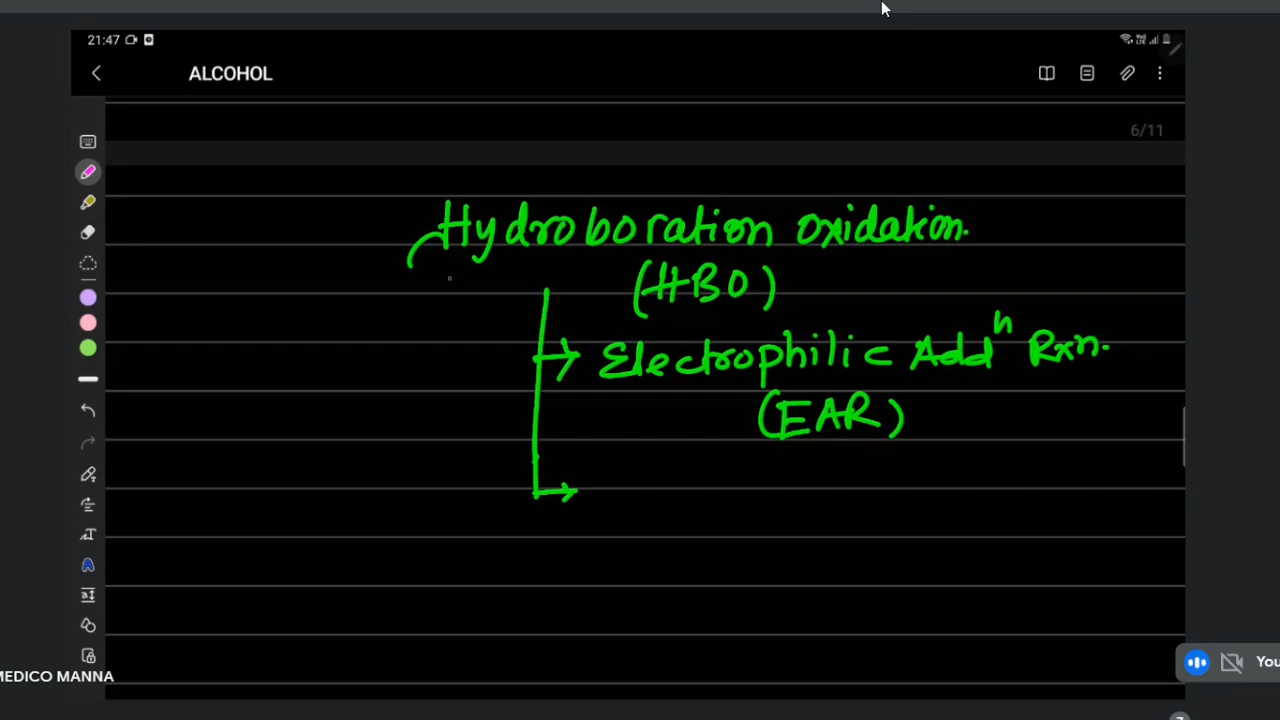 21:47
ALCOHOL
6/11
Hydroboration oxidation.
(HBO)
Electrophilic Addⁿ Rxn.
(EAR)
MEDICO MANNA
You